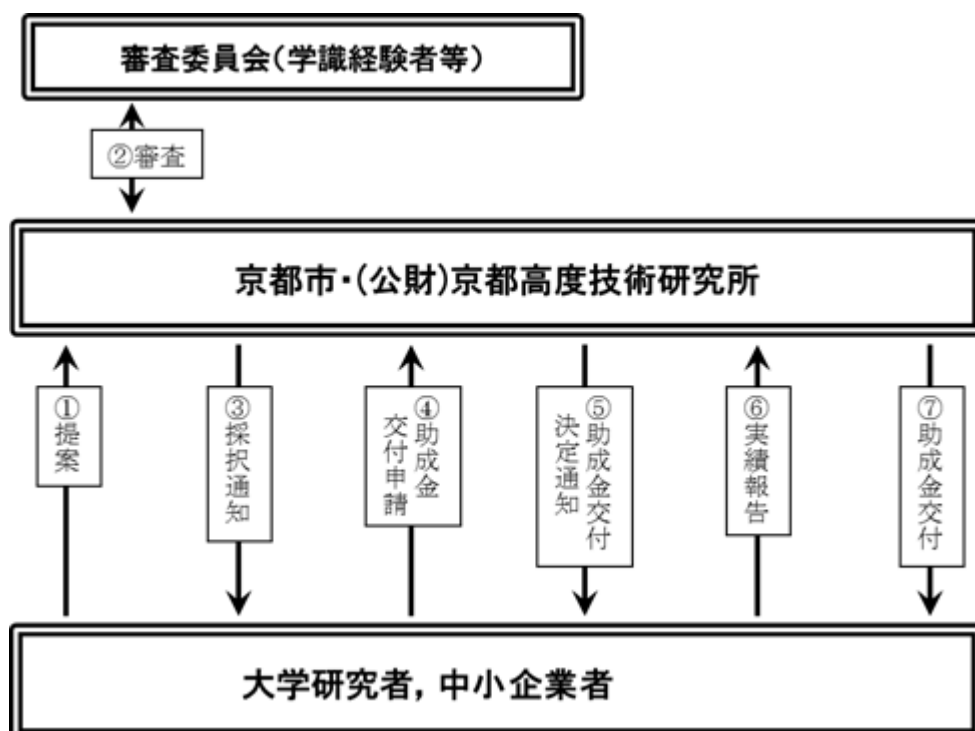 審査委員会(学識経験者等)
②審査
京都市・(公財)京都高度技術研究所
①提案
③採択通知
④助成金
交付申請
⑤助成金交付
決定通知
⑥実績報告
⑦助成金交付
大学研究者，中小企業者